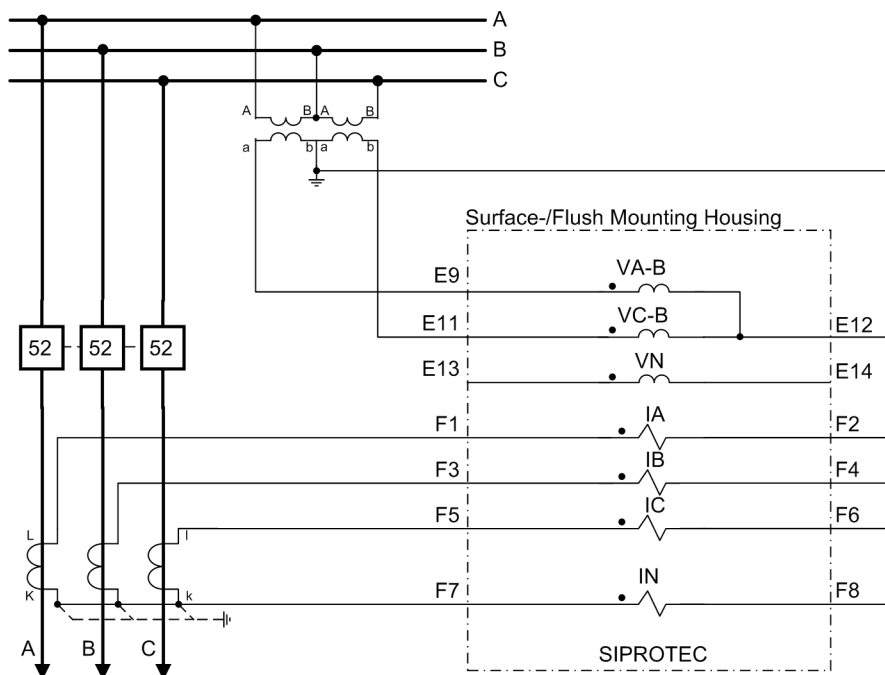 A
B
C
A B A B
a b a b
Surface-/Flush Mounting Housing
E9 VA-B
E11 VC-B E12
52 52 52
E13 VN E14
F1 IA F2
F3 IB F4
F5 IC F6
L l
K k
F7 IN F8
A B C
SIPROTEC